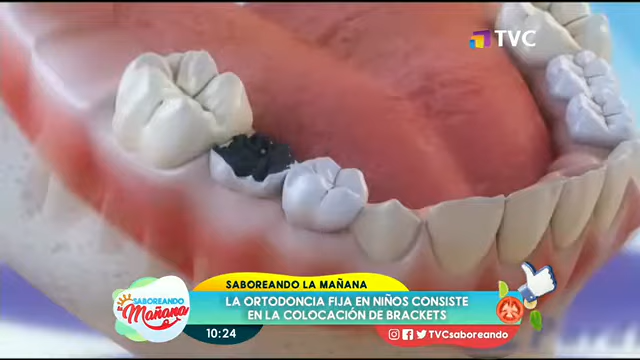 TVC
SABOREANDO LA MAÑANA
LA ORTODONCIA FIJA EN NIÑOS CONSISTE
EN LA COLOCACIÓN DE BRACKETS
SABOREANDO
la Mañana
10:24
TVCsaboreando